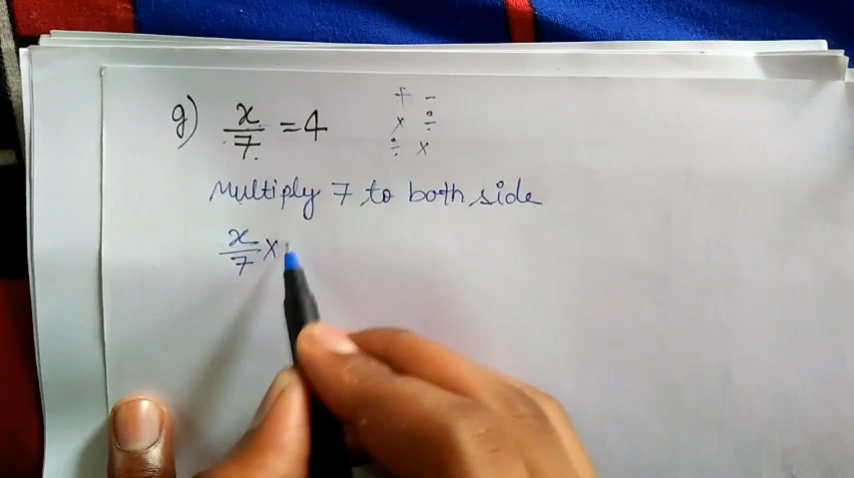 g) x/7 = 4
+ −
× ÷
÷ ×
Multiply 7 to both side
x/7 ×